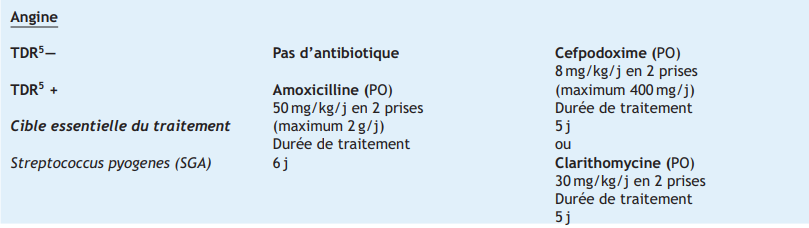 Angine
TDR5— Pas d'antibiotique Cefpodoxime (PO)
8 mg/kg/j en 2 prises
TDR5 + Amoxicilline (PO) (maximum 400 mg/j)
50 mg/kg/j en 2 prises Durée de traitement
Cible essentielle du traitement (maximum 2 g/j) 5 j
Durée de traitement ou
Streptococcus pyogenes (SGA) 6 j Clarithomycine (PO)
30 mg/kg/j en 2 prises
Durée de traitement
5 j